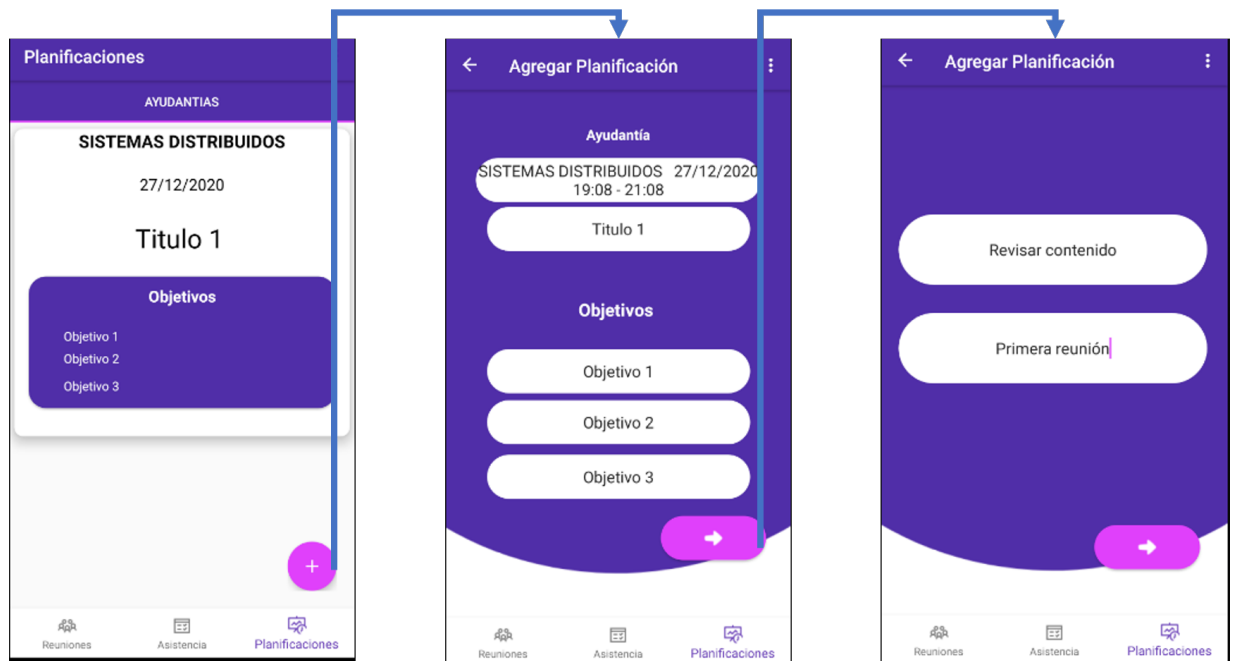 Planificaciones
AYUDANTIAS
SISTEMAS DISTRIBUIDOS
27/12/2020
Titulo 1
Objetivos
Objetivo 1
Objetivo 2
Objetivo 3
+
Reuniones
Asistencia
Planificaciones
Agregar Planificación
Ayudantía
SISTEMAS DISTRIBUIDOS 27/12/2020
19:08 - 21:08
Titulo 1
Objetivos
Objetivo 1
Objetivo 2
Objetivo 3
Reuniones
Asistencia
Planificaciones
Agregar Planificación
Revisar contenido
Primera reunión
Reuniones
Asistencia
Planificaciones